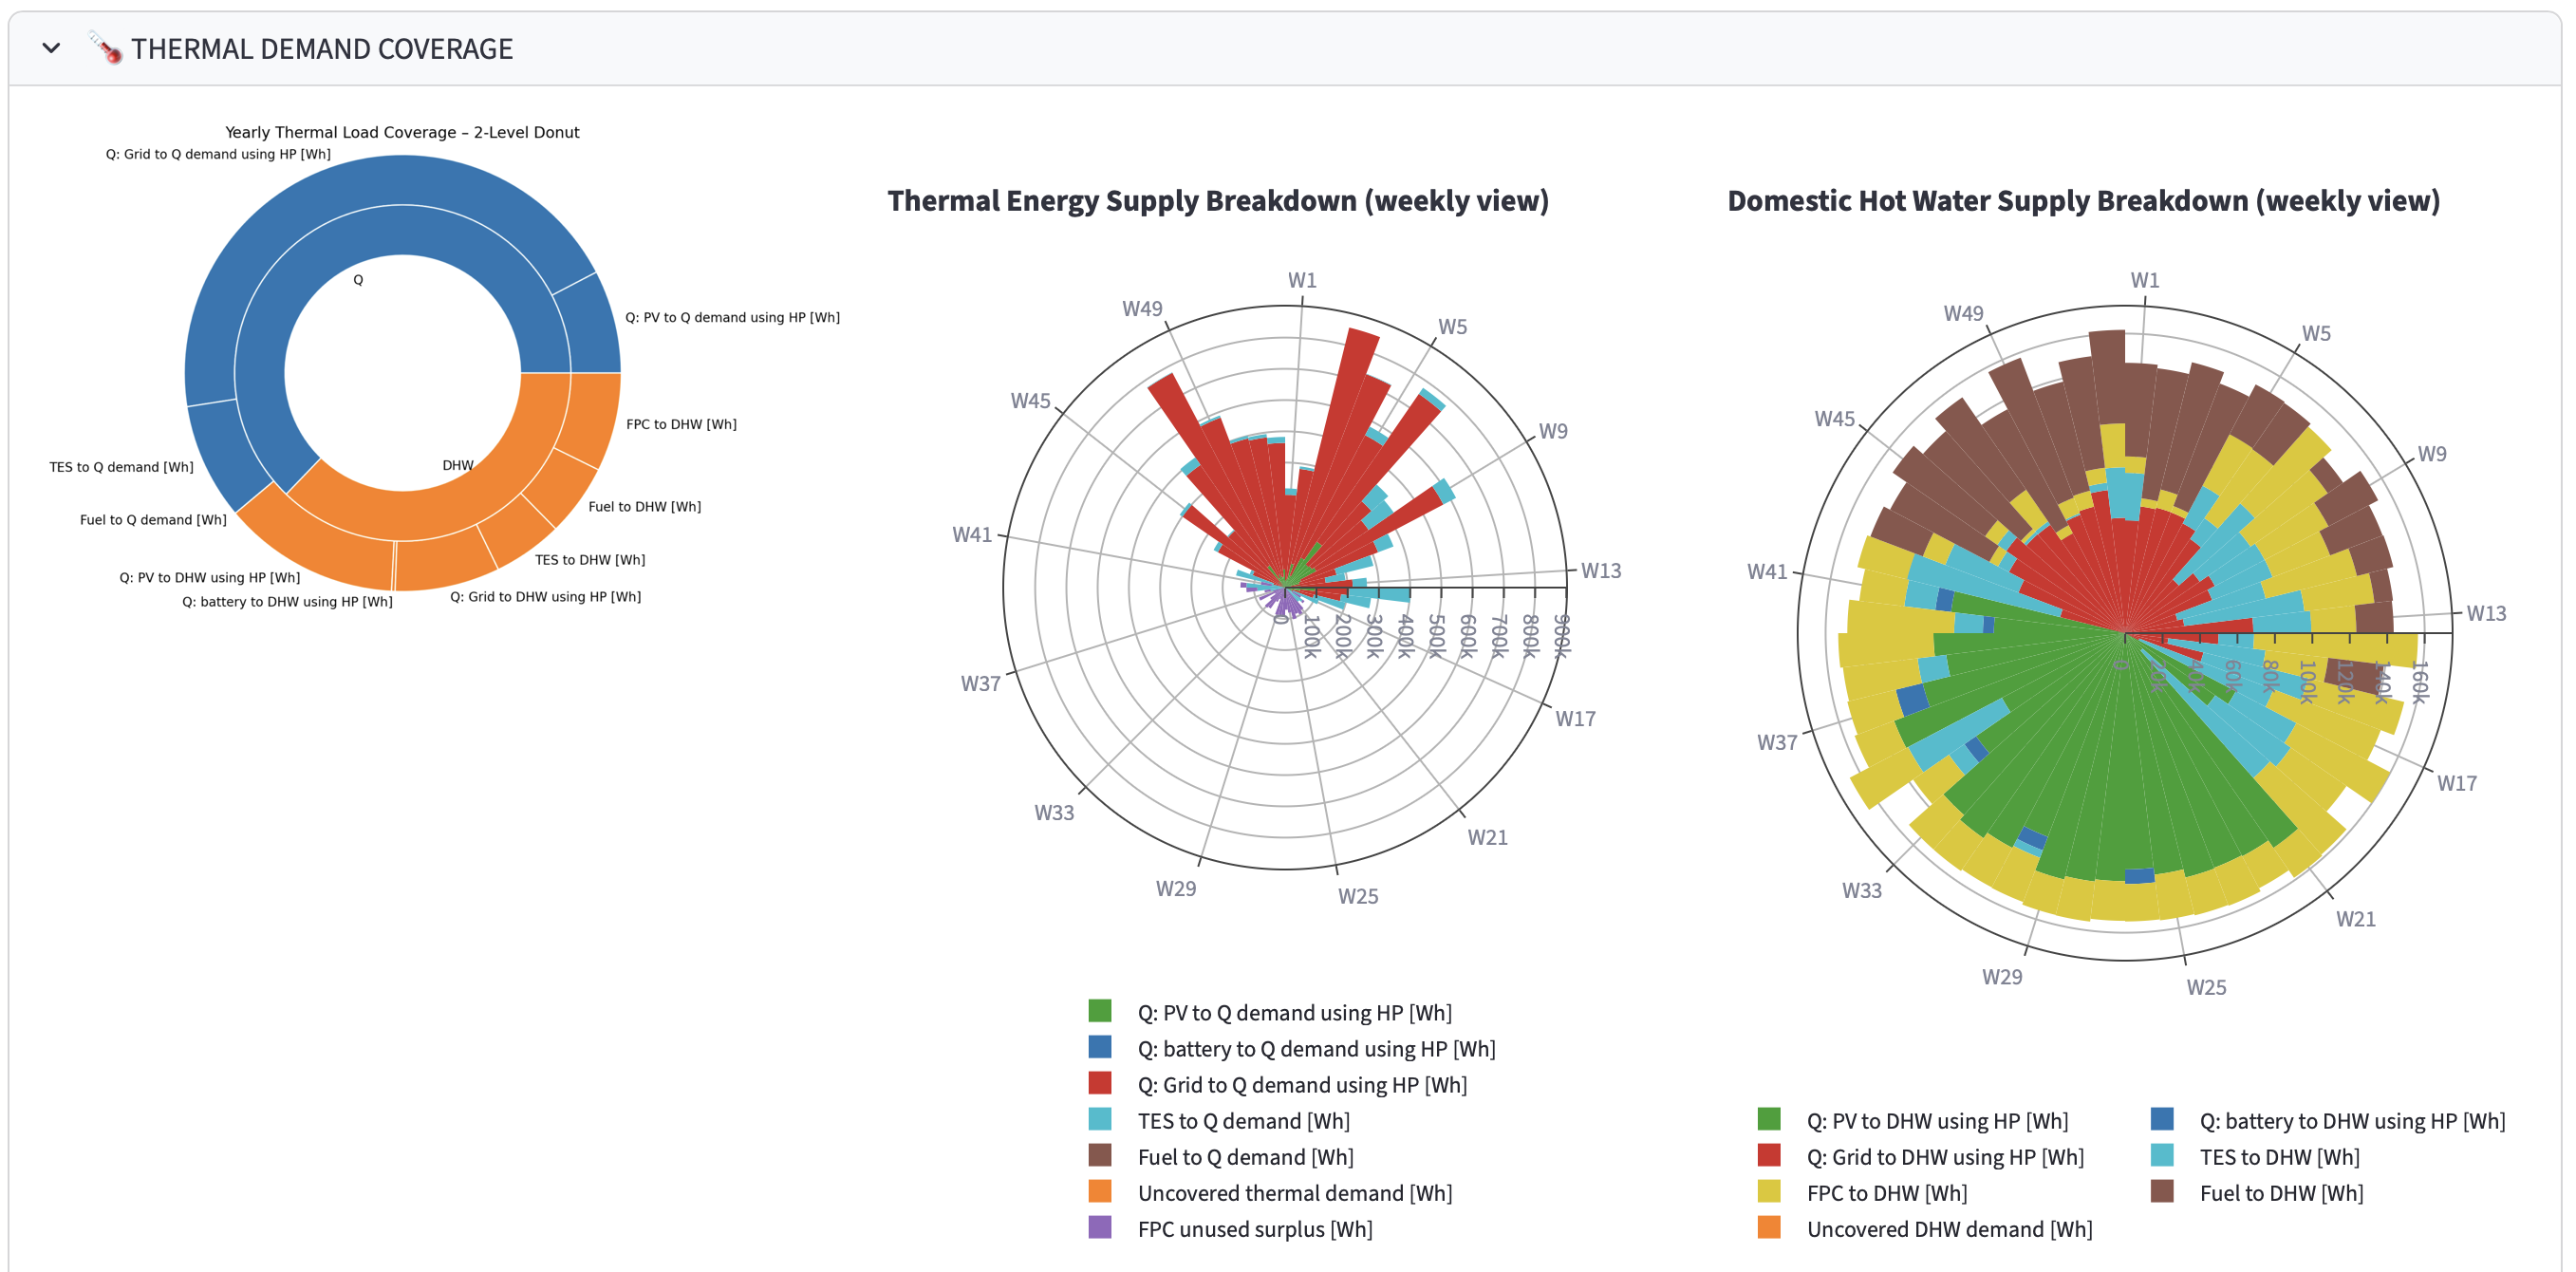 THERMAL DEMAND COVERAGE
Yearly Thermal Load Coverage – 2-Level Donut
Q: Grid to Q demand using HP [Wh]
Q
Q: PV to Q demand using HP [Wh]
FPC to DHW [Wh]
DHW
TES to Q demand [Wh]
Fuel to DHW [Wh]
Fuel to Q demand [Wh]
TES to DHW [Wh]
Q: PV to DHW using HP [Wh]
Q: Grid to DHW using HP [Wh]
Q: battery to DHW using HP [Wh]
Thermal Energy Supply Breakdown (weekly view)
W1
W5
W9
W13
W17
W21
W25
W29
W33
W37
W41
W45
W49
0
100k
200k
300k
400k
500k
600k
700k
800k
900k
Q: PV to Q demand using HP [Wh]
Q: battery to Q demand using HP [Wh]
Q: Grid to Q demand using HP [Wh]
TES to Q demand [Wh]
Fuel to Q demand [Wh]
Uncovered thermal demand [Wh]
FPC unused surplus [Wh]
Domestic Hot Water Supply Breakdown (weekly view)
W1
W5
W9
W13
W17
W21
W25
W29
W33
W37
W41
W45
W49
0
20k
40k
60k
80k
100k
120k
140k
160k
Q: PV to DHW using HP [Wh]
Q: battery to DHW using HP [Wh]
Q: Grid to DHW using HP [Wh]
TES to DHW [Wh]
FPC to DHW [Wh]
Fuel to DHW [Wh]
Uncovered DHW demand [Wh]